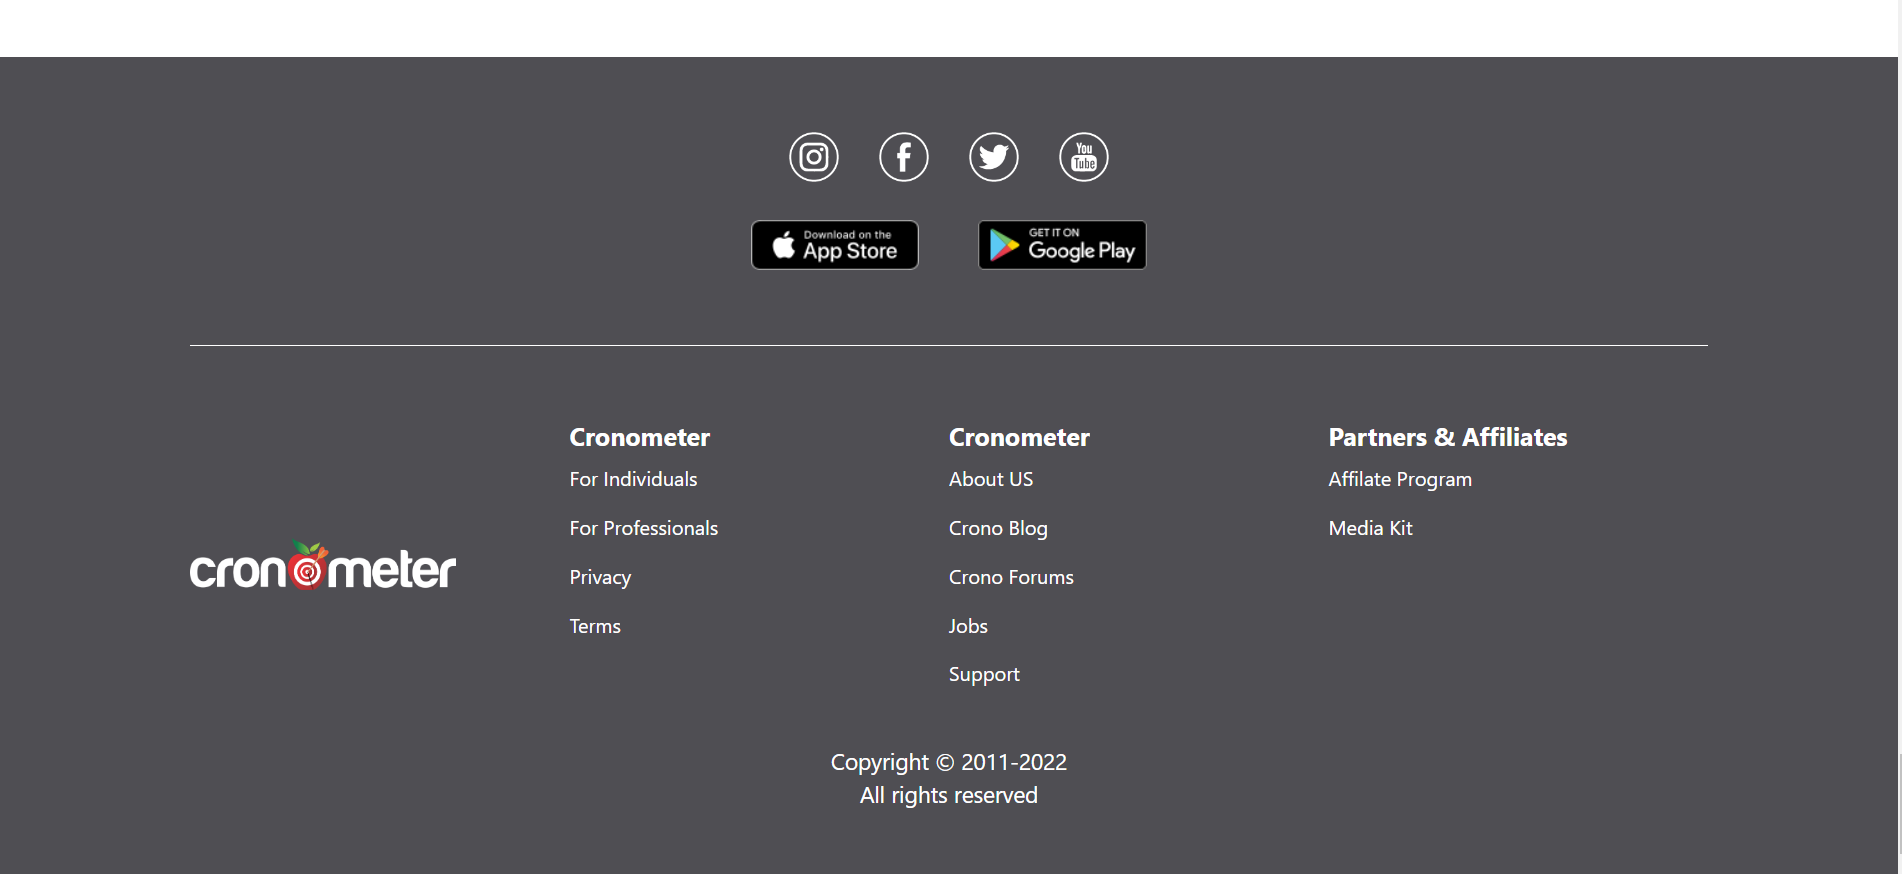 You
Tube
Download on the
App Store
GET IT ON
Google Play
cronometer
Cronometer
For Individuals
For Professionals
Privacy
Terms
Cronometer
About US
Crono Blog
Crono Forums
Jobs
Support
Partners & Affiliates
Affilate Program
Media Kit
Copyright © 2011-2022
All rights reserved